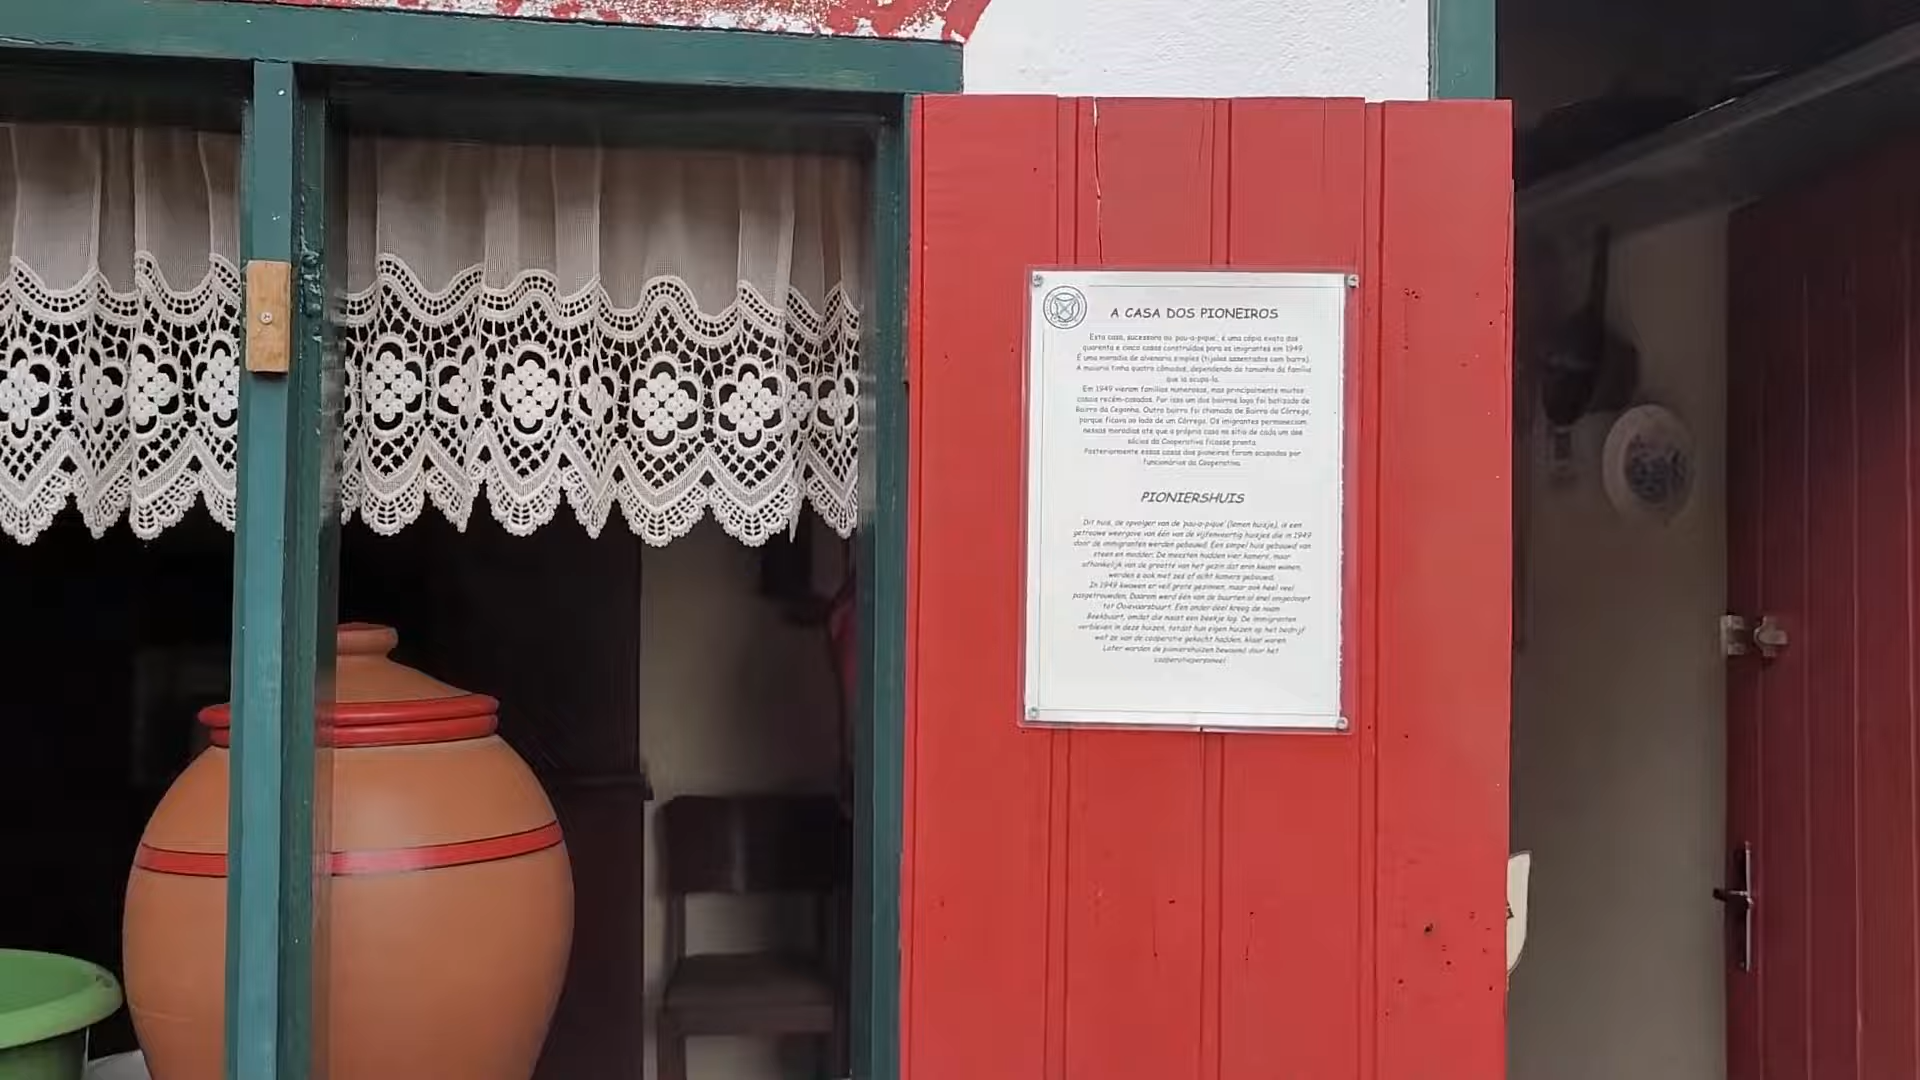 A CASA DOS PIONEIROS
Esta casa, sucessora ao 'pau-a-pique', é uma cópia exata das
quarenta e cinco casas construídas para os imigrantes em 1949.
É uma moradia de alvenaria simples (tijolos assentados com barro).
A maioria tinha quatro cômodos, dependendo do tamanho da família
que ia ocupá-la.
Em 1949 vieram famílias numerosas, mas principalmente muitos
casais recém-casados. Por isso um dos bairros logo foi batizado de
Bairro da Cegonha. Outro bairro foi chamado de Bairro do Córrego,
porque ficava ao lado de um Córrego. Os imigrantes permaneciam
nessas moradias até que a própria casa no sítio de cada um dos
sócios da Cooperativa ficasse pronta.
Posteriormente essas casas dos pioneiros foram ocupadas por
funcionários da Cooperativa.
PIONIERSHUIS
Dit huis, de opvolger van de 'pau-a-pique' (lemen huisje), is een
getrouwe weergave van één van de vijfenveertig huisjes die in 1949
door de immigranten werden gebouwd. Een simpel huis gebouwd van
steen en modder. De meesten hadden vier kamers, maar
afhankelijk van de grootte van het gezin dat erin kwam wonen,
werden e ook met zes of acht kamers gebouwd.
In 1949 kwamen er veel grote gezinnen, maar ook heel veel
pasgetrouwden. Daarom werd één van de buurten al snel omgedoopt
tot Ooievaarsbuurt. Een ander deel kreeg de naam
Beekbuurt, omdat die naast een beekje lag. De immigranten
verbleven in deze huizen, totdat hun eigen huizen op het bedrijf
wat ze van de coöperatie gekocht hadden, klaar waren.
Later werden de pioniershuizen bewoond door het
coöperatiepersoneel.